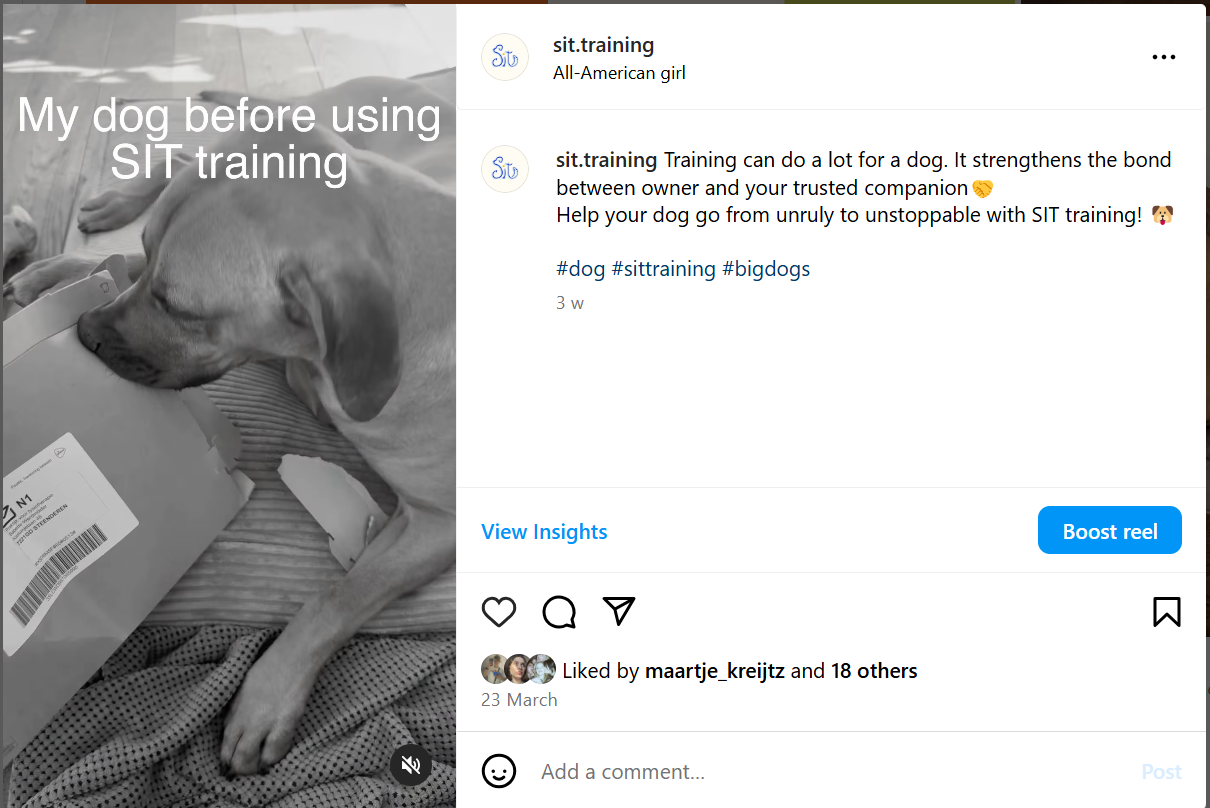 My dog before using
SIT training
N1
7221GD STEENDEREN
Sit
sit.training
All-American girl
Sit
sit.training Training can do a lot for a dog. It strengthens the bond
between owner and your trusted companion🤝
Help your dog go from unruly to unstoppable with SIT training! 🐶
#dog #sittraining #bigdogs
3 w
View Insights
Boost reel
Liked by maartje_kreijtz and 18 others
23 March
Add a comment...
Post